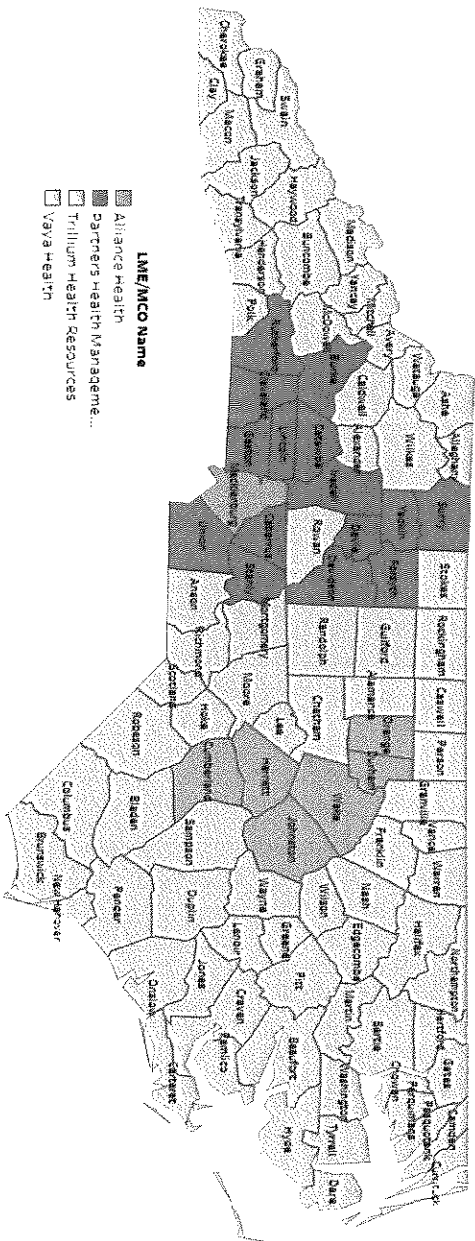 Cherokee
Graham
Swain
Clay
Macon
Jackson
Haywood
Transylvania
Henderson
Buncombe
Madison
Yancey
Mitchell
Avery
McDowell
Polk
Rutherford
Burke
Cleveland
Caldwell
Watauga
Ashe
Alleghany
Wilkes
Alexander
Catawba
Lincoln
Gaston
Mecklenburg
Iredell
Surry
Yadkin
Davie
Rowan
Cabarrus
Union
Stanly
Davidson
Forsyth
Stokes
Rockingham
Guilford
Randolph
Montgomery
Anson
Richmond
Scotland
Moore
Hoke
Lee
Chatham
Alamance
Caswell
Person
Orange
Durham
Granville
Vance
Warren
Franklin
Wake
Harnett
Cumberland
Robeson
Bladen
Columbus
Brunswick
New Hanover
Pender
Sampson
Duplin
Johnston
Wayne
Wilson
Nash
Halifax
Northampton
Edgecombe
Greene
Lenoir
Jones
Onslow
Carteret
Craven
Pamlico
Pitt
Martin
Bertie
Hertford
Gates
Chowan
Perquimans
Pasquotank
Camden
Currituck
Washington
Tyrrell
Dare
Hyde
Beaufort
LME/MCO Name
Alliance Health
Partners Health Manageme...
Trillium Health Resources
Vaya Health